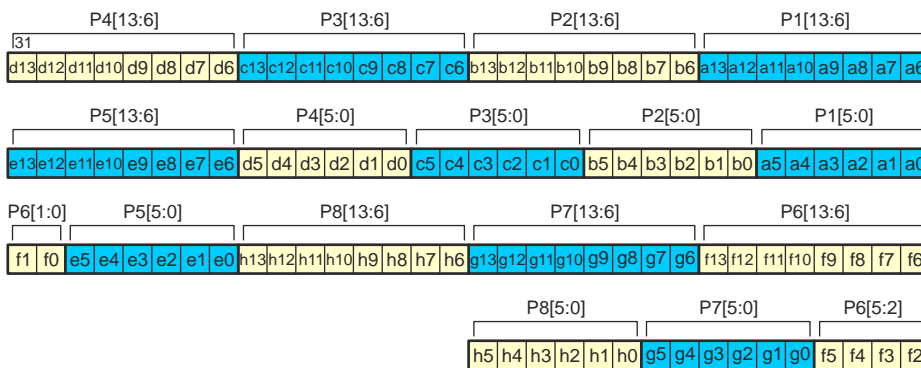 P4[13:6] P3[13:6] P2[13:6] P1[13:6]
31
d13 d12 d11 d10 d9 d8 d7 d6 c13 c12 c11 c10 c9 c8 c7 c6 b13 b12 b11 b10 b9 b8 b7 b6 a13 a12 a11 a10 a9 a8 a7 a6
P5[13:6] P4[5:0] P3[5:0] P2[5:0] P1[5:0]
e13 e12 e11 e10 e9 e8 e7 e6 d5 d4 d3 d2 d1 d0 c5 c4 c3 c2 c1 c0 b5 b4 b3 b2 b1 b0 a5 a4 a3 a2 a1 a0
P6[1:0] P5[5:0] P8[13:6] P7[13:6] P6[13:6]
f1 f0 e5 e4 e3 e2 e1 e0 h13 h12 h11 h10 h9 h8 h7 h6 g13 g12 g11 g10 g9 g8 g7 g6 f13 f12 f11 f10 f9 f8 f7 f6
P8[5:0] P7[5:0] P6[5:2]
h5 h4 h3 h2 h1 h0 g5 g4 g3 g2 g1 g0 f5 f4 f3 f2